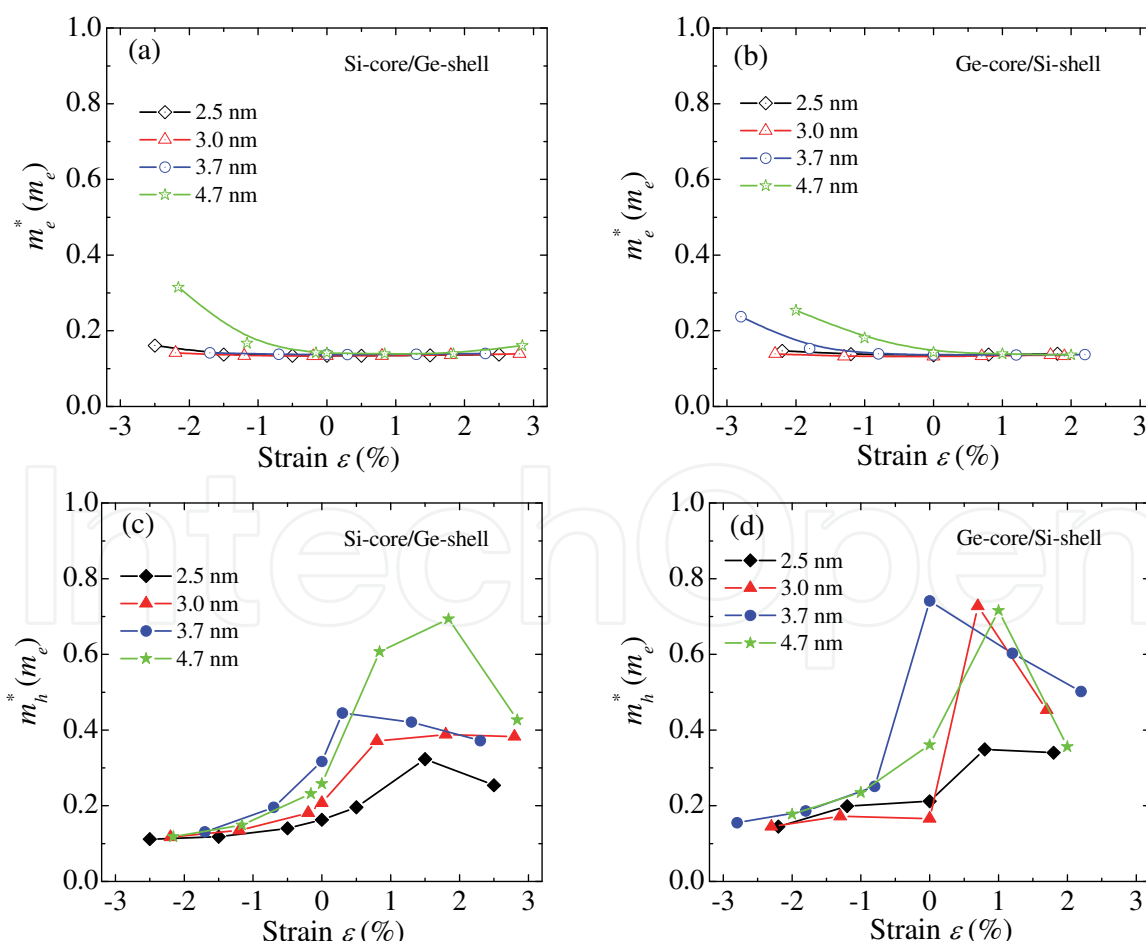 (a)
Si-core/Ge-shell
2.5 nm
3.0 nm
3.7 nm
4.7 nm
1.0
0.8
0.6
0.4
0.2
0.0
m*e (me)
-3 -2 -1 0 1 2 3
Strain ε (%)
(b)
Ge-core/Si-shell
2.5 nm
3.0 nm
3.7 nm
4.7 nm
1.0
0.8
0.6
0.4
0.2
0.0
m*e (me)
-3 -2 -1 0 1 2 3
Strain ε (%)
(c)
Si-core/Ge-shell
2.5 nm
3.0 nm
3.7 nm
4.7 nm
1.0
0.8
0.6
0.4
0.2
0.0
m*h (me)
-3 -2 -1 0 1 2 3
Strain ε (%)
(d)
Ge-core/Si-shell
2.5 nm
3.0 nm
3.7 nm
4.7 nm
1.0
0.8
0.6
0.4
0.2
0.0
m*h (me)
-3 -2 -1 0 1 2 3
Strain ε (%)
IntechOpen